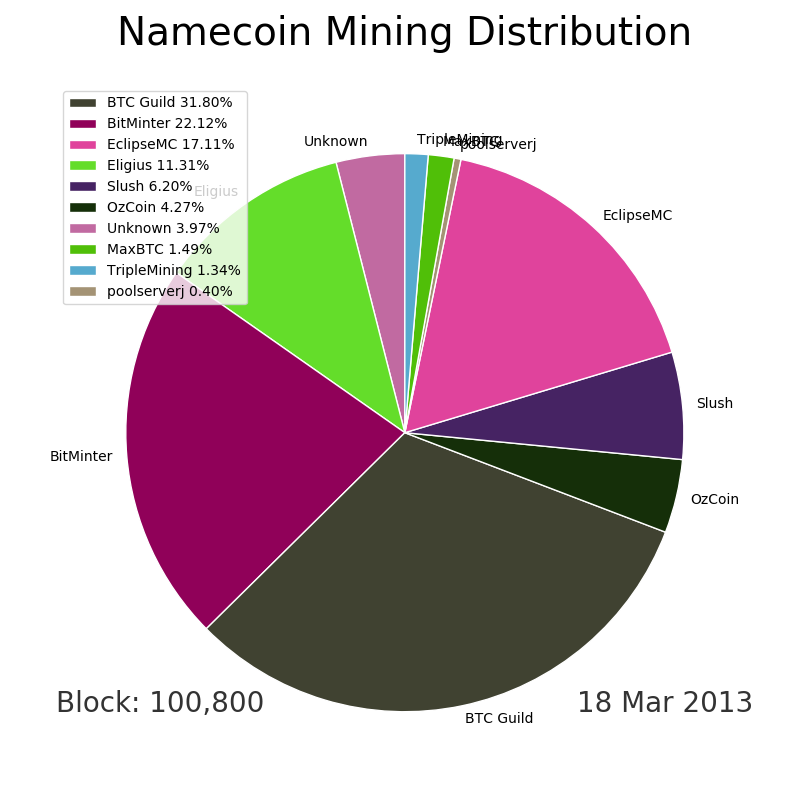 Namecoin Mining Distribution
BTC Guild 31.80%
BitMinter 22.12%
EclipseMC 17.11%
Eligius 11.31%
Slush 6.20%
OzCoin 4.27%
Unknown 3.97%
MaxBTC 1.49%
TripleMining 1.34%
poolserverj 0.40%
Unknown
TripleMining
MaxBTC
poolserverj
Eligius
EclipseMC
Slush
BitMinter
OzCoin
BTC Guild
Block: 100,800
18 Mar 2013